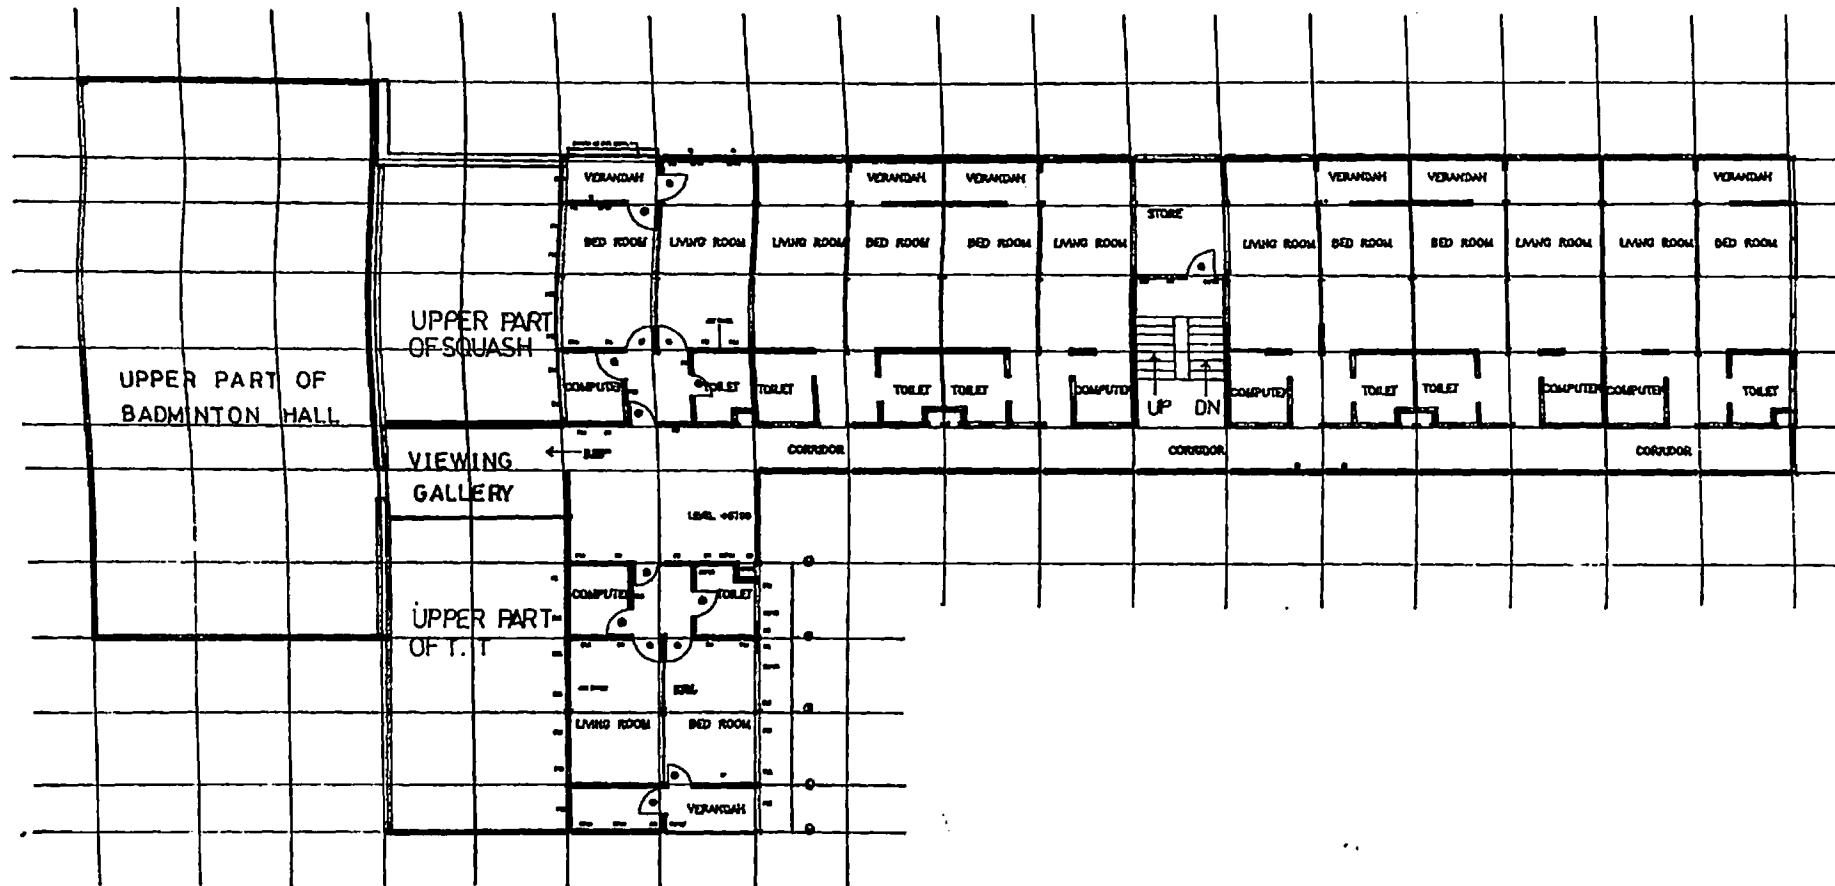 VERANDAH
VERANDAH
VERANDAH
VERANDAH
VERANDAH
VERANDAH
STORE
BED ROOM
LIVING ROOM
LIVING ROOM
BED ROOM
BED ROOM
LIVING ROOM
LIVING ROOM
BED ROOM
BED ROOM
LIVING ROOM
LIVING ROOM
BED ROOM
UPPER PART
OF SQUASH
UPPER PART OF
BADMINTON HALL
COMPUTER
TOILET
TOILET
TOILET
TOILET
COMPUTER
UP
DN
COMPUTER
TOILET
TOILET
COMPUTER
COMPUTER
TOILET
CORRIDOR
CORRIDOR
CORRIDOR
VIEWING
GALLERY
COMPUTER
TOILET
UPPER PART
OF T. T
LIVING ROOM
BED ROOM
VERANDAH